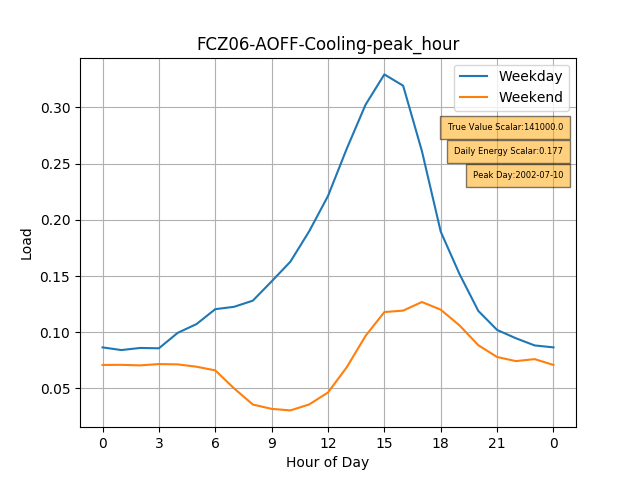 FCZ06-AOFF-Cooling-peak_hour
Weekday
Weekend
True Value Scalar:141000.0
Daily Energy Scalar:0.177
Peak Day:2002-07-10
Load
0.30
0.25
0.20
0.15
0.10
0.05
0 3 6 9 12 15 18 21 0
Hour of Day